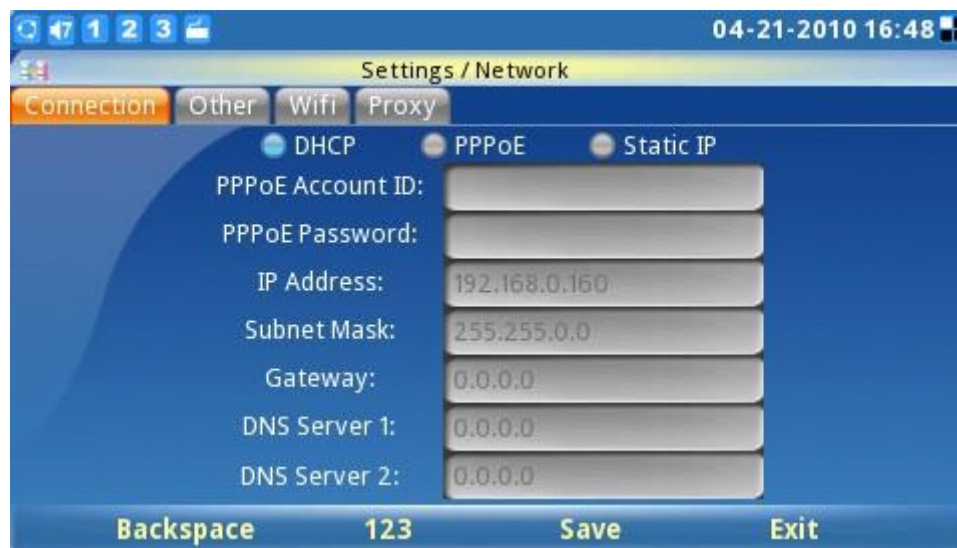 7 1 2 3 04-21-2010 16:48
Settings / Network
Connection Other Wifi Proxy
DHCP PPPoE Static IP
PPPoE Account ID:
PPPoE Password:
IP Address: 192.168.0.160
Subnet Mask: 255.255.0.0
Gateway: 0.0.0.0
DNS Server 1: 0.0.0.0
DNS Server 2: 0.0.0.0
Backspace 123 Save Exit